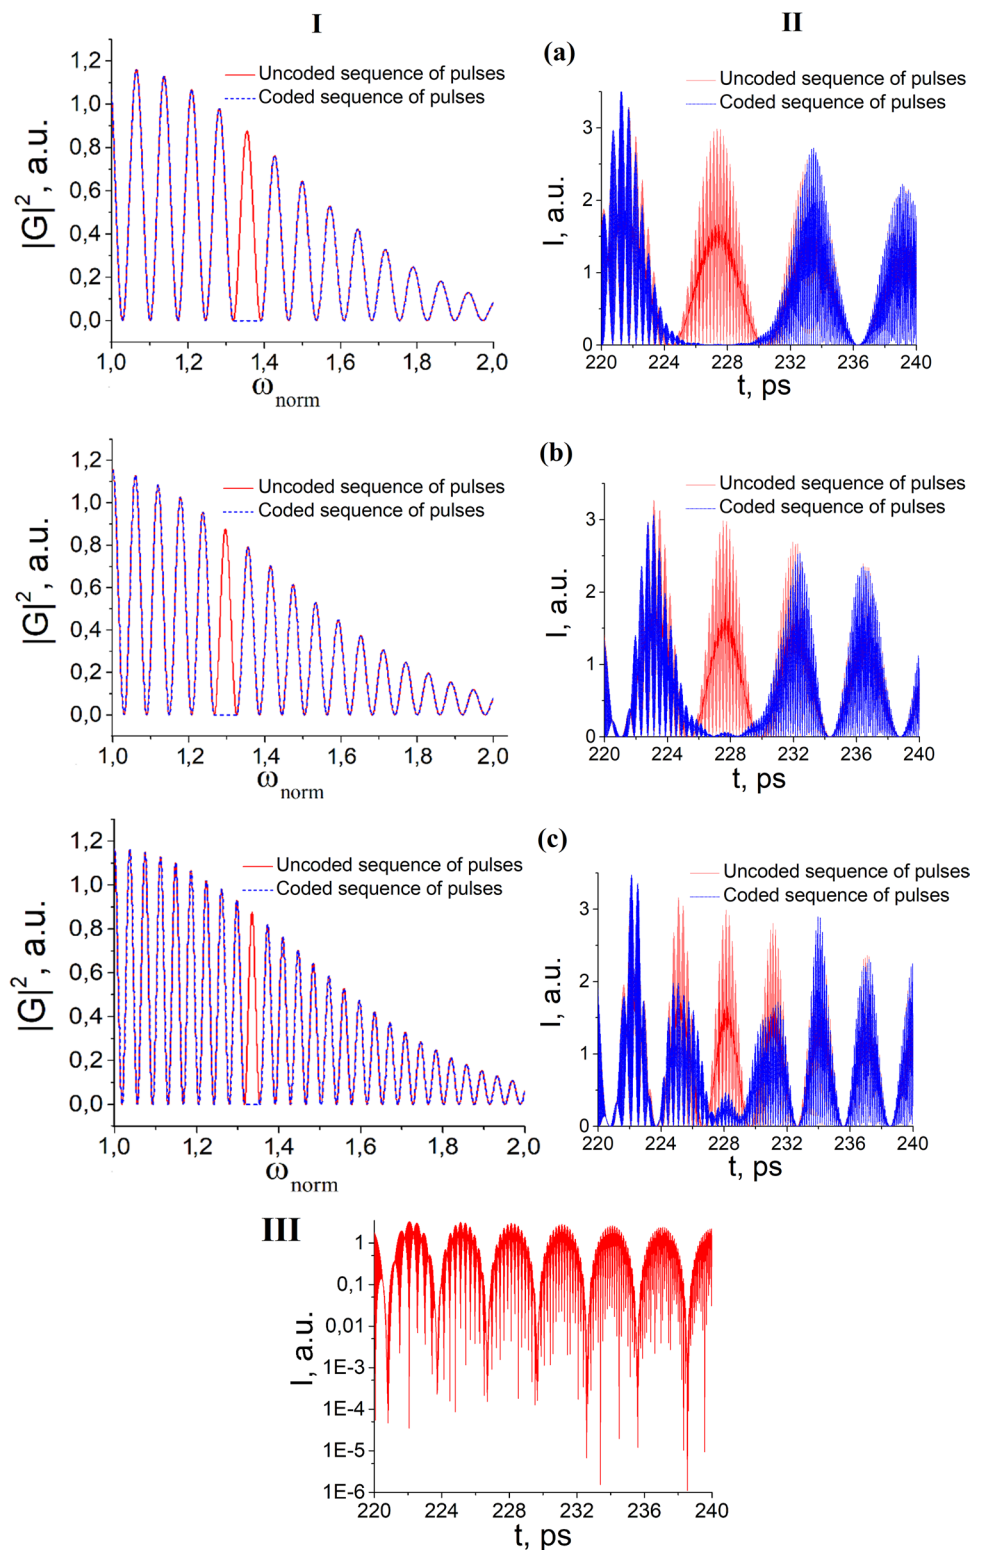 I
II
(a)
Uncoded sequence of pulses
Coded sequence of pulses
|G|², a.u.
1,2
1,0
0,8
0,6
0,4
0,2
0,0
1,0 1,2 1,4 1,6 1,8 2,0
ω norm
Uncoded sequence of pulses
Coded sequence of pulses
I, a.u.
3
2
1
0
220 224 228 232 236 240
t, ps
(b)
Uncoded sequence of pulses
Coded sequence of pulses
|G|², a.u.
1,2
1,0
0,8
0,6
0,4
0,2
0,0
1,0 1,2 1,4 1,6 1,8 2,0
ω norm
Uncoded sequence of pulses
Coded sequence of pulses
I, a.u.
3
2
1
0
220 224 228 232 236 240
t, ps
(c)
Uncoded sequence of pulses
Coded sequence of pulses
|G|², a.u.
1,2
1,0
0,8
0,6
0,4
0,2
0,0
1,0 1,2 1,4 1,6 1,8 2,0
ω norm
Uncoded sequence of pulses
Coded sequence of pulses
I, a.u.
3
2
1
0
220 224 228 232 236 240
t, ps
III
I, a.u.
1
0,1
0,01
1E-3
1E-4
1E-5
1E-6
220 224 228 232 236 240
t, ps